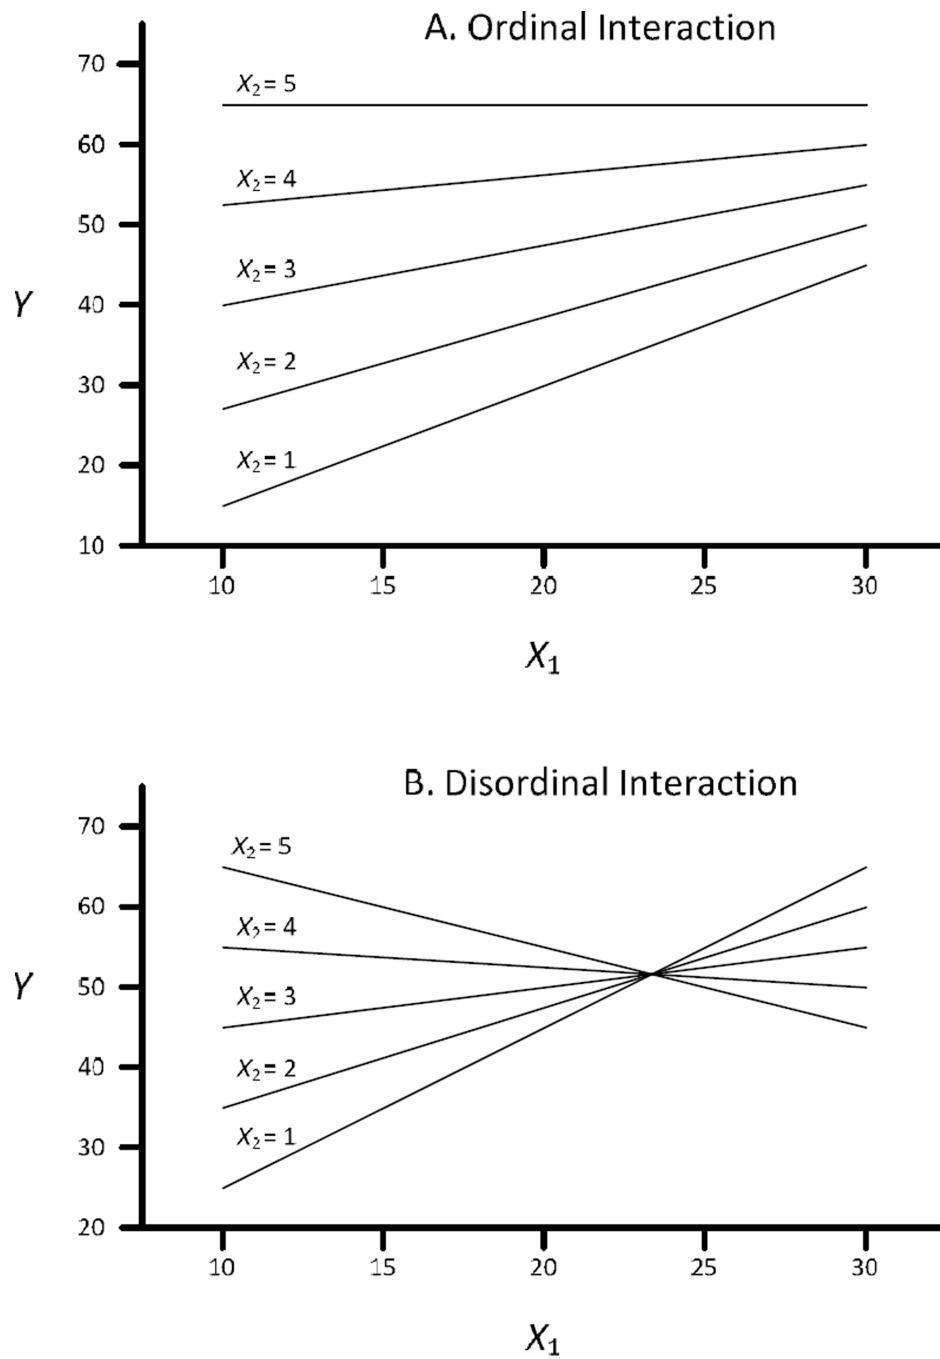 A. Ordinal Interaction
70
X₂ = 5
60
X₂ = 4
50
X₂ = 3
Y
40
X₂ = 2
30
X₂ = 1
20
10
10 15 20 25 30
X₁
B. Disordinal Interaction
70
X₂ = 5
60
X₂ = 4
Y
50
X₂ = 3
40
X₂ = 2
30
X₂ = 1
20
10 15 20 25 30
X₁